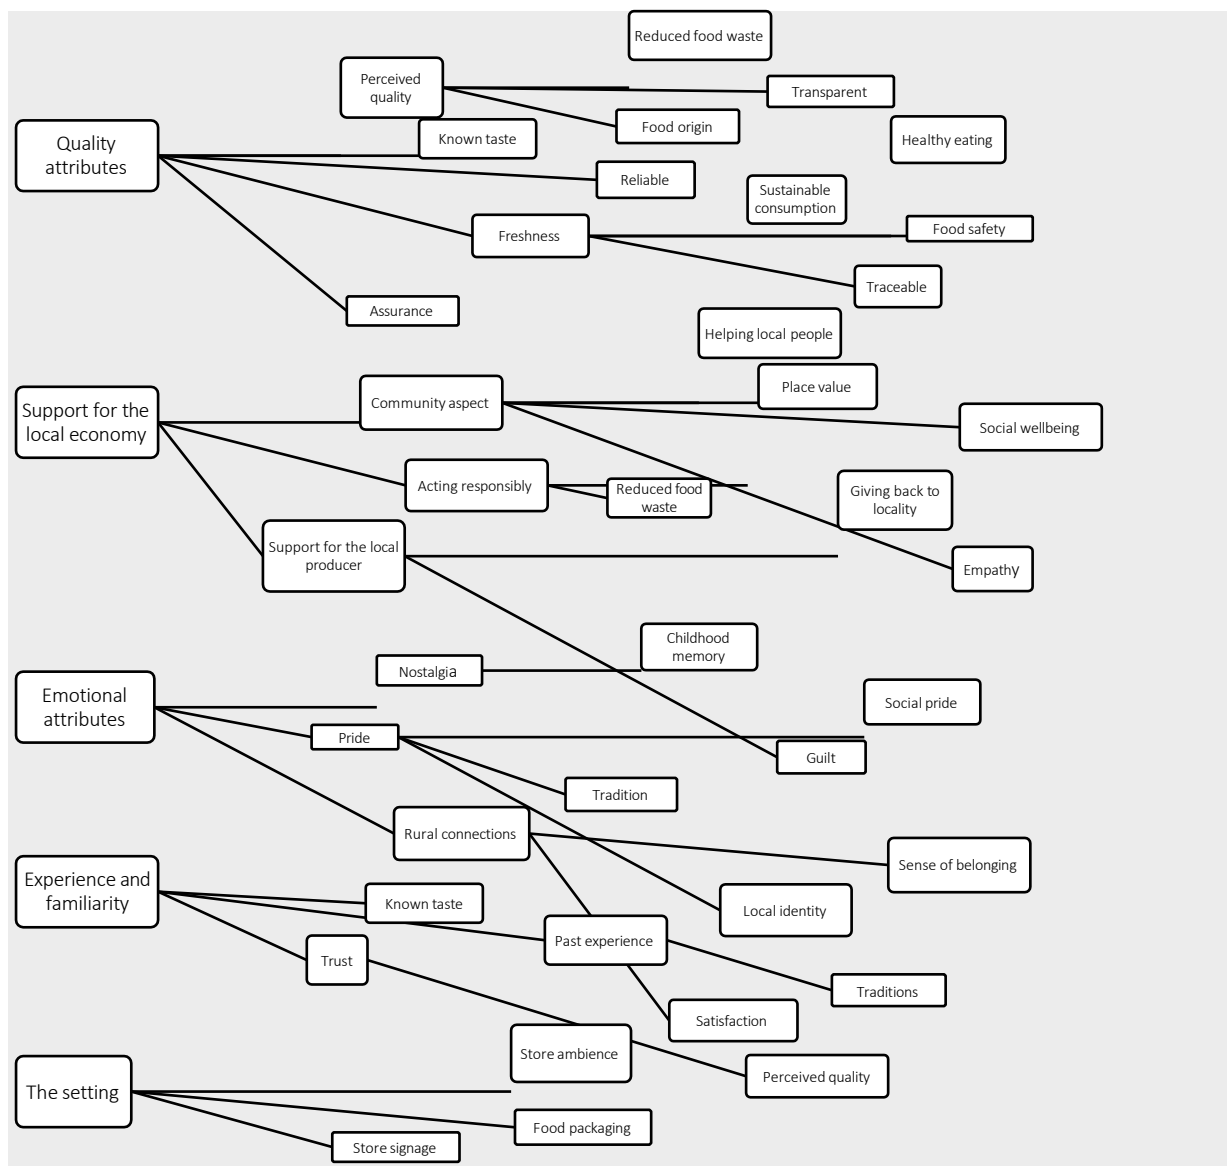 Reduced food waste
Perceived
quality
Transparent
Food origin
Known taste
Healthy eating
Quality
attributes
Reliable
Sustainable
consumption
Freshness
Food safety
Traceable
Assurance
Helping local people
Place value
Community aspect
Support for the
local economy
Social wellbeing
Acting responsibly
Reduced food
waste
Giving back to
locality
Support for the local
producer
Empathy
Childhood
memory
Nostalgia
Emotional
attributes
Social pride
Pride
Guilt
Tradition
Rural connections
Sense of belonging
Experience and
familiarity
Known taste
Local identity
Past experience
Trust
Traditions
Satisfaction
Store ambience
Perceived quality
The setting
Food packaging
Store signage